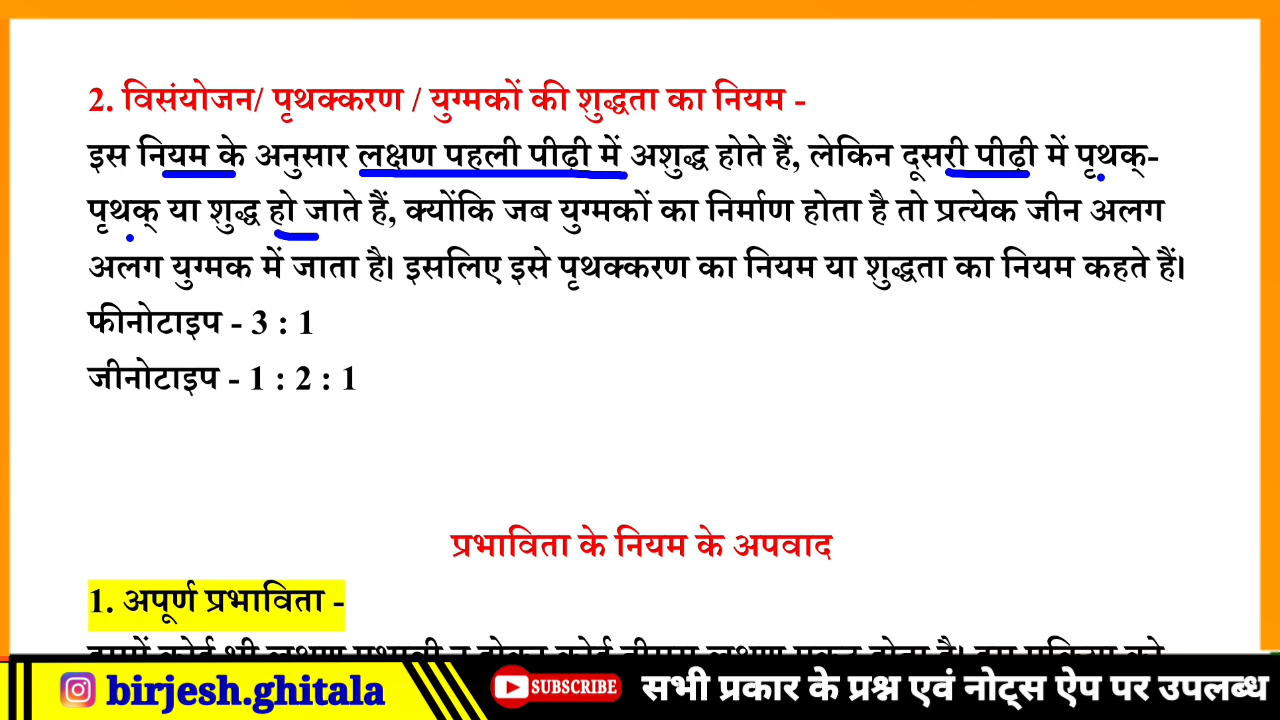 2. विसंयोजन/ पृथक्करण / युग्मकों की शुद्धता का नियम -
इस नियम के अनुसार लक्षण पहली पीढ़ी में अशुद्ध होते हैं, लेकिन दूसरी पीढ़ी में पृथक्-
पृथक् या शुद्ध हो जाते हैं, क्योंकि जब युग्मकों का निर्माण होता है तो प्रत्येक जीन अलग
अलग युग्मक में जाता है। इसलिए इसे पृथक्करण का नियम या शुद्धता का नियम कहते हैं।
फीनोटाइप - 3 : 1
जीनोटाइप - 1 : 2 : 1
प्रभाविता के नियम के अपवाद
1. अपूर्ण प्रभाविता -
birjesh.ghitala
SUBSCRIBE
सभी प्रकार के प्रश्न एवं नोट्स ऐप पर उपलब्ध